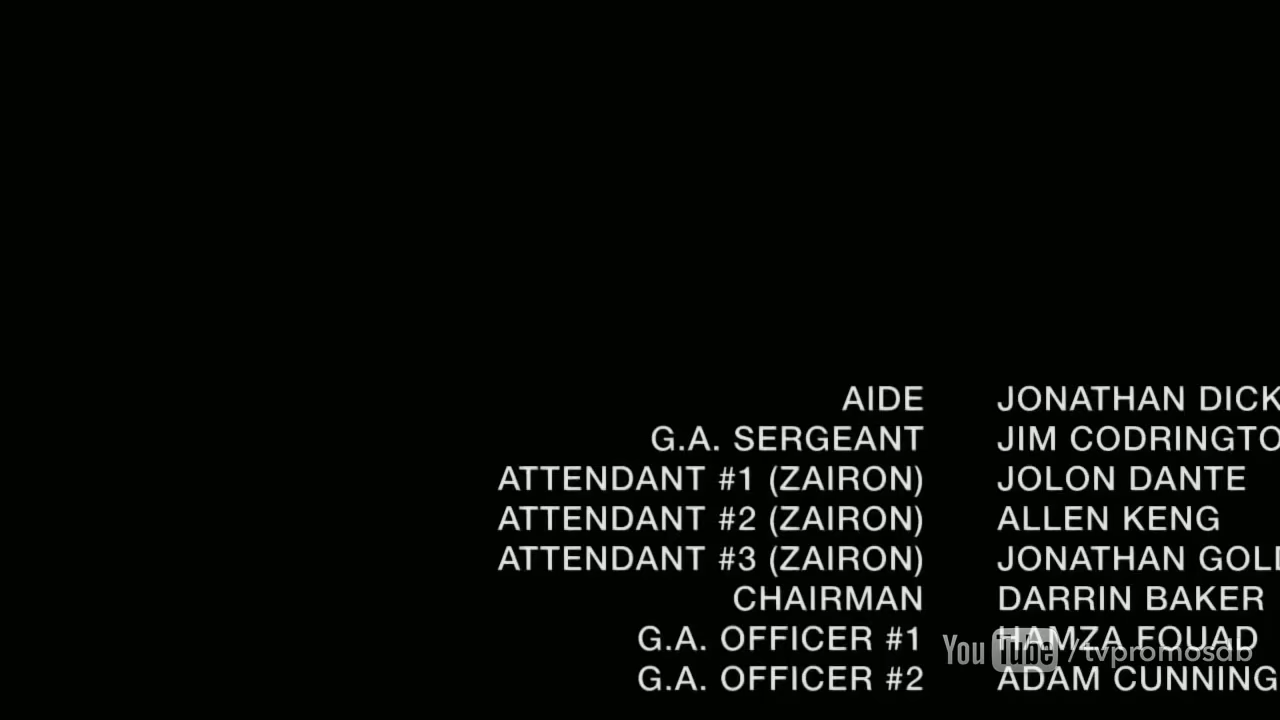 AIDE JONATHAN DICK
G.A. SERGEANT JIM CODRINGTO
ATTENDANT #1 (ZAIRON) JOLON DANTE
ATTENDANT #2 (ZAIRON) ALLEN KENG
ATTENDANT #3 (ZAIRON) JONATHAN GOLD
CHAIRMAN DARRIN BAKER
G.A. OFFICER #1 HAMZA FOUAD
YouTube /tvpromosdb
G.A. OFFICER #2 ADAM CUNNING